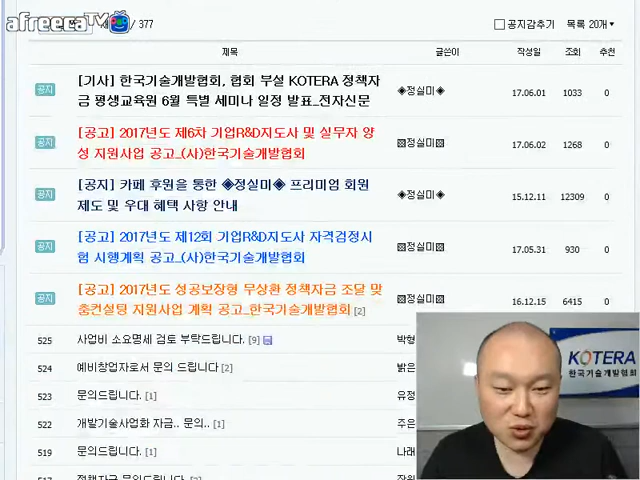 afreecaTV
/ 377
공지감추기 목록 20개▾
제목 글쓴이 작성일 조회 추천
공지 [기사] 한국기술개발협회, 협회 부설 KOTERA 정책자
금 평생교육원 6월 특별 세미나 일정 발표_전자신문 ◈정실미◈ 17.06.01 1033 0
공지 [공고] 2017년도 제6차 기업R&D지도사 및 실무자 양
성 지원사업 공고_(사)한국기술개발협회 ▨정실미▨ 17.06.02 1268 0
공지 [공지] 카페 후원을 통한 ◈정실미◈ 프리미엄 회원
제도 및 우대 혜택 사항 안내 ◈정실미◈ 15.12.11 12309 0
공지 [공고] 2017년도 제12회 기업R&D지도사 자격검정시
험 시행계획 공고_(사)한국기술개발협회 ▨정실미▨ 17.05.31 930 0
공지 [공고] 2017년도 성공보장형 무상환 정책자금 조달 맞
춤컨설팅 지원사업 계획 공고_한국기술개발협회 [2] ▨정실미▨ 16.12.15 6415 0
525 사업비 소요명세 검토 부탁드립니다. [9] 박형
524 예비창업자로서 문의 드립니다 [2] 밝은
523 문의드립니다. [1] 유정
522 개발기술사업화 자금.. 문의.. [1] 주은
519 문의드립니다. [1] 나래
KOTERA
한국기술개발협회